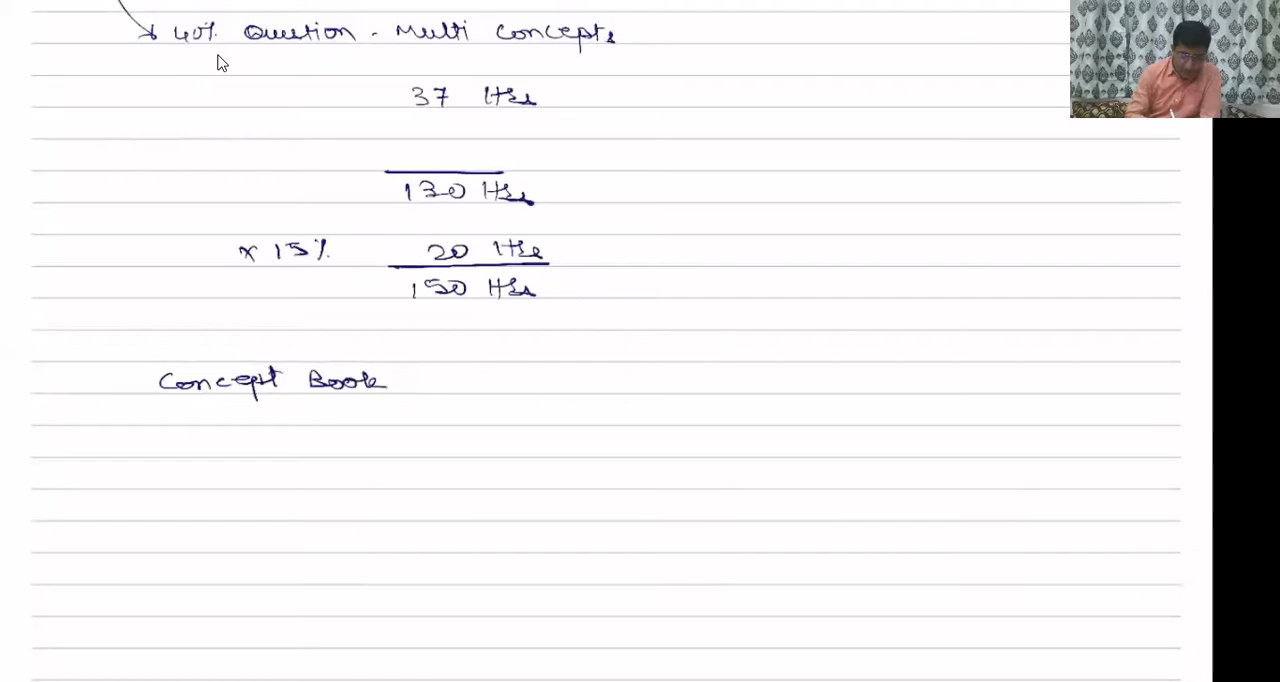 40% Question - Multi Concepts
37 Hrs
130 Hrs
x 15% 20 Hrs
150 Hrs
Concept Book